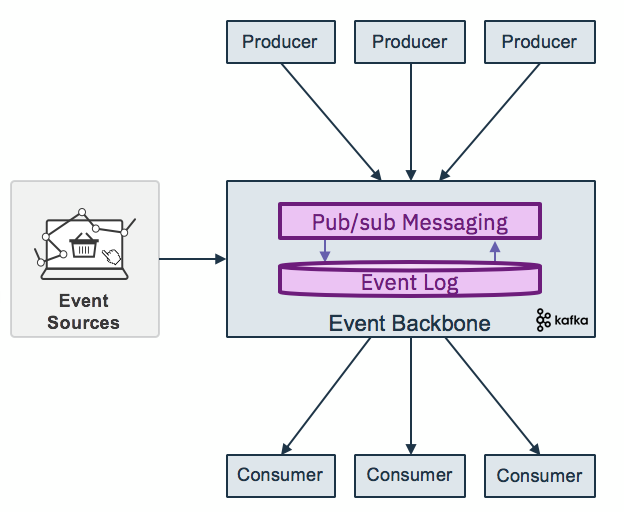 Producer
Producer
Producer
Pub/sub Messaging
Event Log
Event Backbone
kafka
Event
Sources
Consumer
Consumer
Consumer